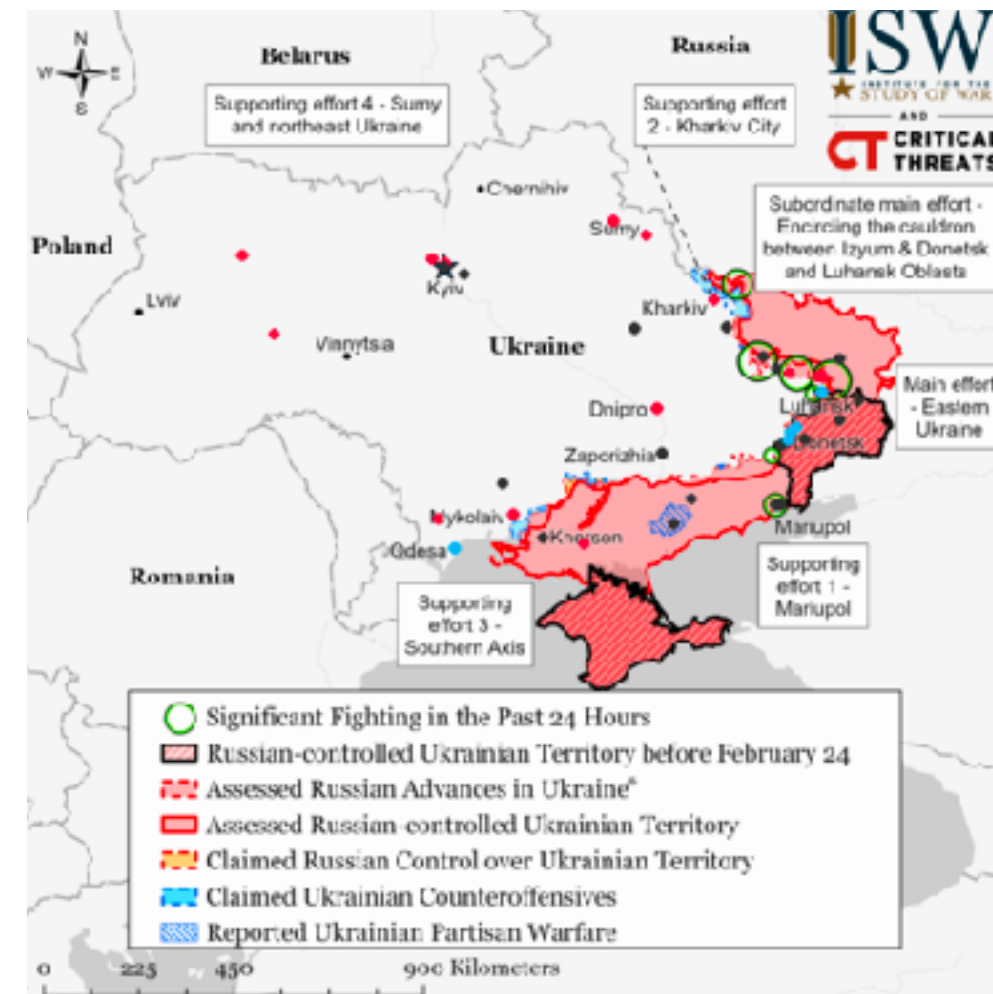 N
W E
S
Belarus
Russia
ISW
INSTITUTE FOR THE
STUDY OF WAR
AND
CT CRITICAL
THREATS
Supporting effort 4 - Sumy
and northeast Ukraine
Supporting effort
2 - Kharkiv City
Subordinate main effort -
Encircling the cauldron
between Izyum & Donetsk
and Luhansk Oblasts
Chernihiv
Sumy
Poland
Kyiv
Lviv
Kharkiv
Vinnytsa
Ukraine
Main effort
- Eastern
Ukraine
Luhansk
Dnipro
Donetsk
Zaporizhia
Mykolaiv
Mariupol
Kherson
Odesa
Romania
Supporting
effort 1 -
Mariupol
Supporting
effort 3 -
Southern Axis
Significant Fighting in the Past 24 Hours
Russian-controlled Ukrainian Territory before February 24
Assessed Russian Advances in Ukraine*
Assessed Russian-controlled Ukrainian Territory
Claimed Russian Control over Ukrainian Territory
Claimed Ukrainian Counteroffensives
Reported Ukrainian Partisan Warfare
0 225 450 900 Kilometers